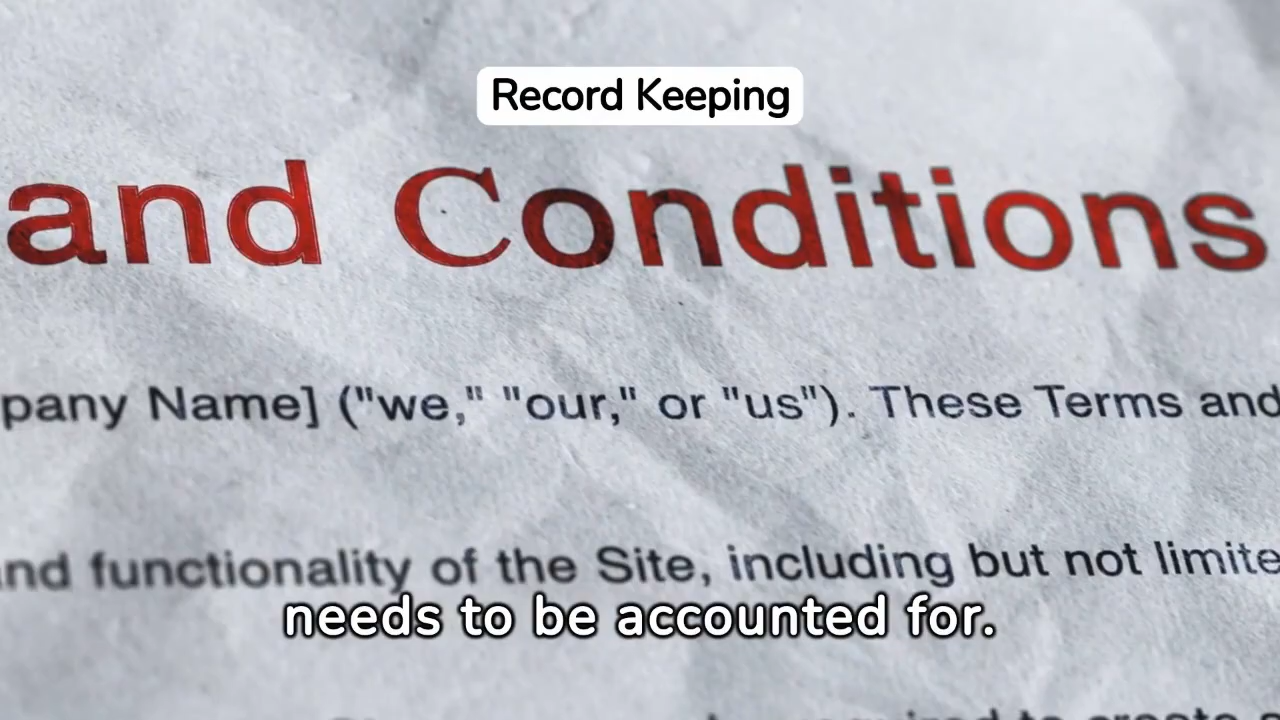 Record Keeping
and Conditions
pany Name] ("we," "our," or "us"). These Terms and
nd functionality of the Site, including but not limite
needs to be accounted for.